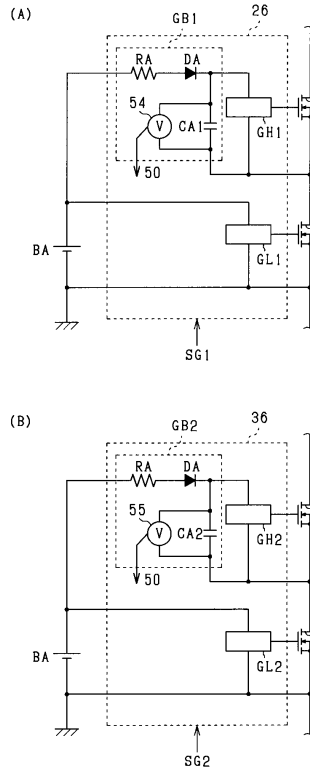 (A)
GB1
26
RA
DA
54
V
CA1
GH1
50
BA
GL1
SG1
(B)
GB2
36
RA
DA
55
V
CA2
GH2
50
BA
GL2
SG2